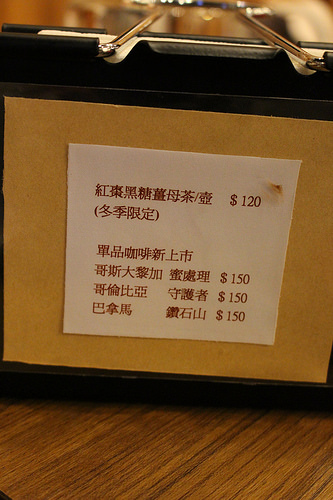 紅棗黑糖薑母茶/壺 $120
(冬季限定)
單品咖啡新上市
哥斯大黎加 蜜處理 $150
哥倫比亞 守護者 $150
巴拿馬 鑽石山 $150